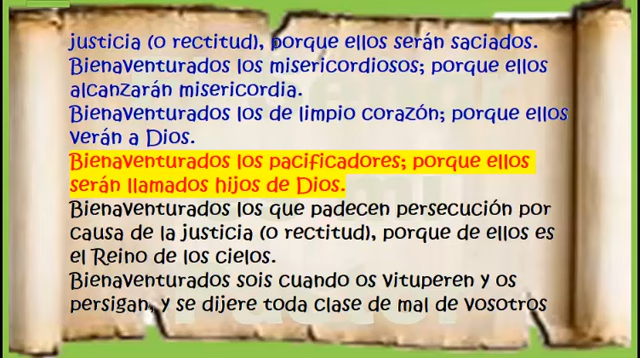 justicia (o rectitud), porque ellos serán saciados.
Bienaventurados los misericordiosos; porque ellos
alcanzarán misericordia.
Bienaventurados los de limpio corazón; porque ellos
verán a Dios.
Bienaventurados los pacificadores; porque ellos
serán llamados hijos de Dios.
Bienaventurados los que padecen persecución por
causa de la justicia (o rectitud), porque de ellos es
el Reino de los cielos.
Bienaventurados sois cuando os vituperen y os
persigan, y se dijere toda clase de mal de vosotros